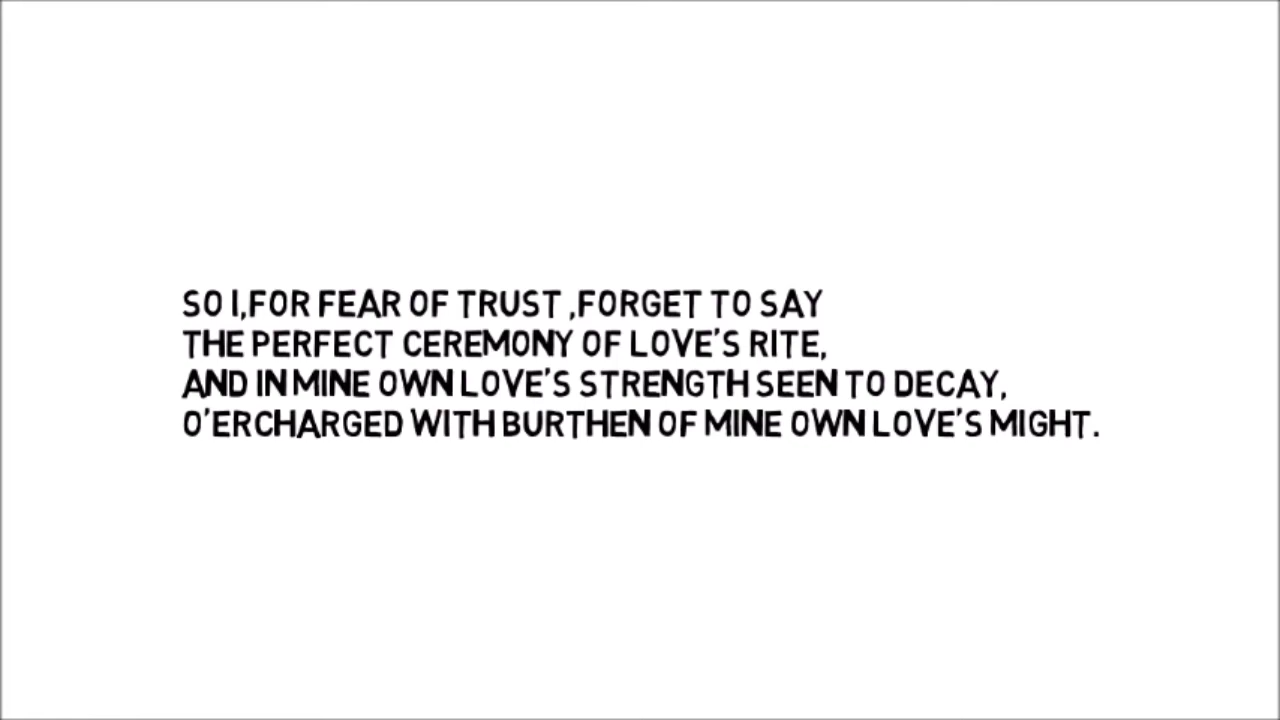 SO I,FOR FEAR OF TRUST ,FORGET TO SAY
THE PERFECT CEREMONY OF LOVE'S RITE,
AND IN MINE OWN LOVE'S STRENGTH SEEN TO DECAY,
O'ERCHARGED WITH BURTHEN OF MINE OWN LOVE'S MIGHT.